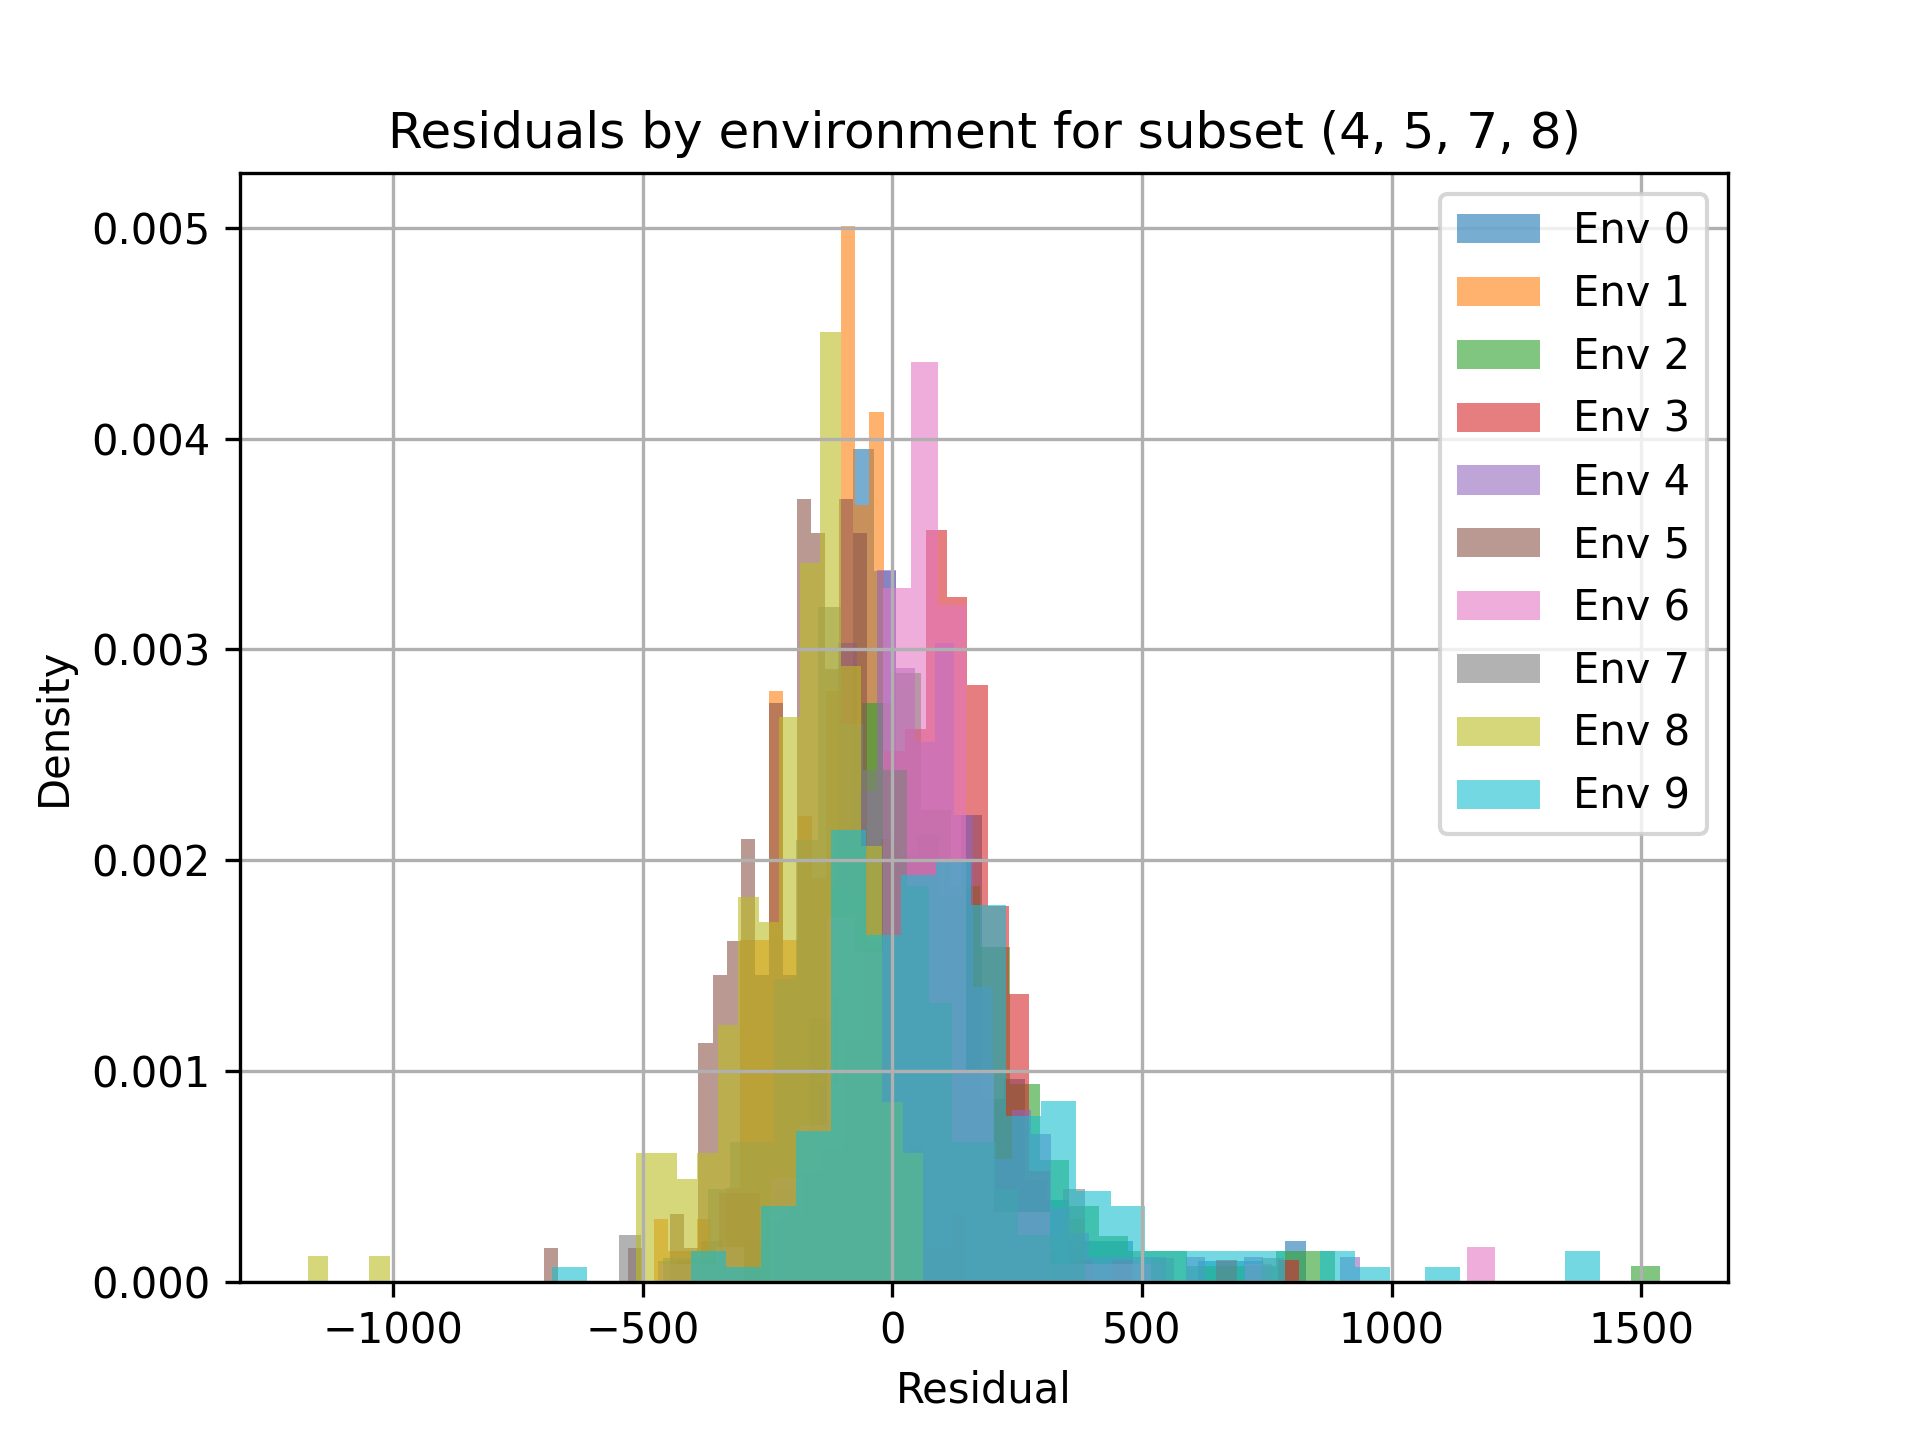 Residuals by environment for subset (4, 5, 7, 8)
0.005
0.004
0.003
0.002
0.001
0.000
Density
−1000
−500
0
500
1000
1500
Residual
Env 0
Env 1
Env 2
Env 3
Env 4
Env 5
Env 6
Env 7
Env 8
Env 9